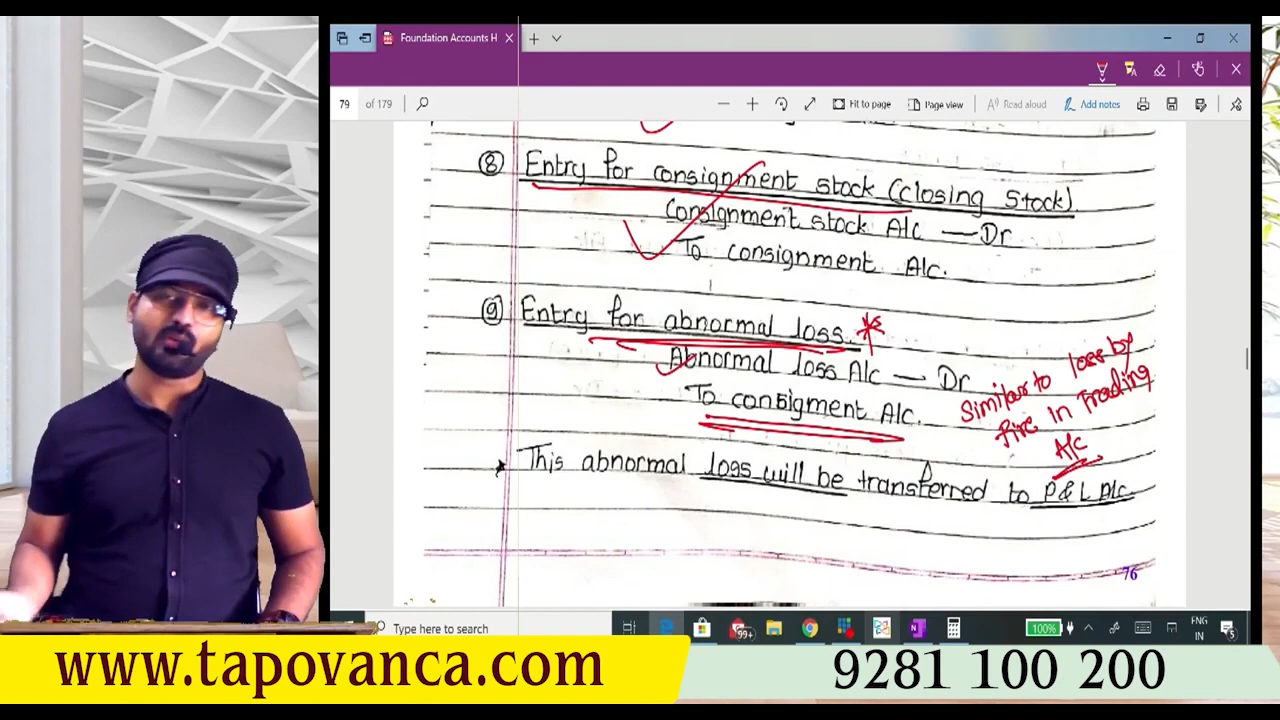 Foundation Accounts H
79 of 179
Fit to page
Page view
Read aloud
Add notes
8 Entry for consignment stock (closing stock).
Consignment stock A/c — Dr
To consignment A/c.
9 Entry for abnormal loss.
Abnormal loss A/c — Dr
To consigment A/c.
Similar to loss by
fire in Trading
A/c
This abnormal loss will be transferred to P & L A/c
76
Type here to search
99+
100%
ENG
IN
5
www.tapovanca.com
9281 100 200